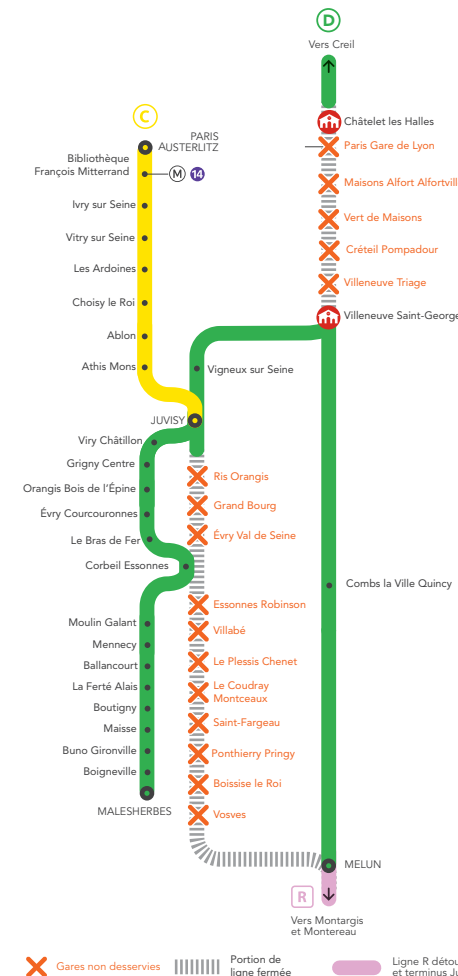 D
Vers Creil
Châtelet les Halles
Paris Gare de Lyon
Maisons Alfort Alfortvill
Vert de Maisons
Créteil Pompadour
Villeneuve Triage
Villeneuve Saint-George
C
PARIS
AUSTERLITZ
Bibliothèque
François Mitterrand
M 14
Ivry sur Seine
Vitry sur Seine
Les Ardoines
Choisy le Roi
Ablon
Athis Mons
Vigneux sur Seine
JUVISY
Viry Châtillon
Grigny Centre
Orangis Bois de l'Épine
Évry Courcouronnes
Le Bras de Fer
Corbeil Essonnes
Moulin Galant
Mennecy
Ballancourt
La Ferté Alais
Boutigny
Maisse
Buno Gironville
Boigneville
MALESHERBES
Ris Orangis
Grand Bourg
Évry Val de Seine
Essonnes Robinson
Villabé
Le Plessis Chenet
Le Coudray
Montceaux
Saint-Fargeau
Ponthierry Pringy
Boissise le Roi
Vosves
Combs la Ville Quincy
MELUN
R
Vers Montargis
et Montereau
Gares non desservies
Portion de
ligne fermée
Ligne R détou
et terminus Ju